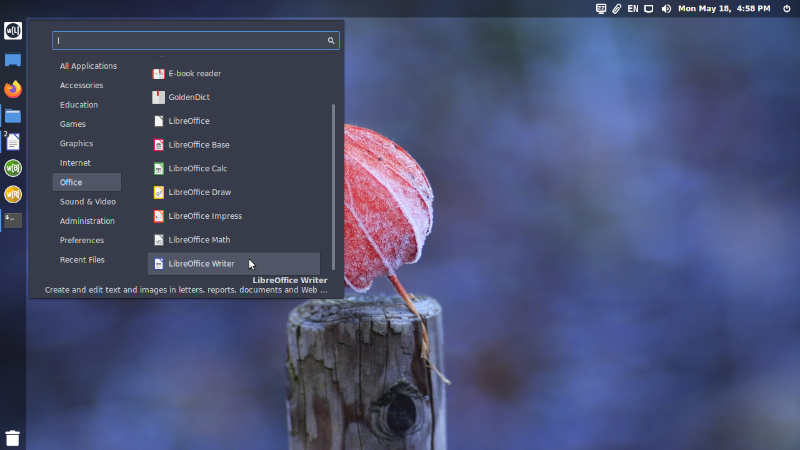 EN
Mon May 18, 4:58 PM
W[L]
2
W[B]
W[R]
All Applications
Accessories
Education
Games
Graphics
Internet
Office
Sound & Video
Administration
Preferences
Recent Files
E-book reader
GoldenDict
LibreOffice
LibreOffice Base
LibreOffice Calc
LibreOffice Draw
LibreOffice Impress
LibreOffice Math
LibreOffice Writer
LibreOffice Writer
Create and edit text and images in letters, reports, documents and Web ...